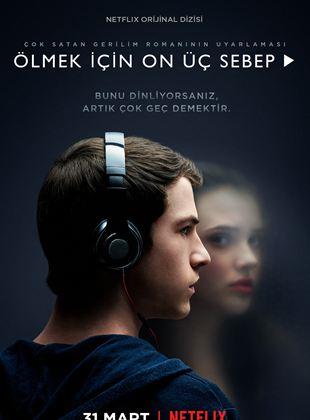 NETFLIX ORİJİNAL DİZİSİ
ÇOK SATAN GERİLİM ROMANININ UYARLAMASI
ÖLMEK İÇİN ON ÜÇ SEBEP
BUNU DİNLİYORSANIZ,
ARTIK ÇOK GEÇ DEMEKTİR.
31 MART | NETFLIX